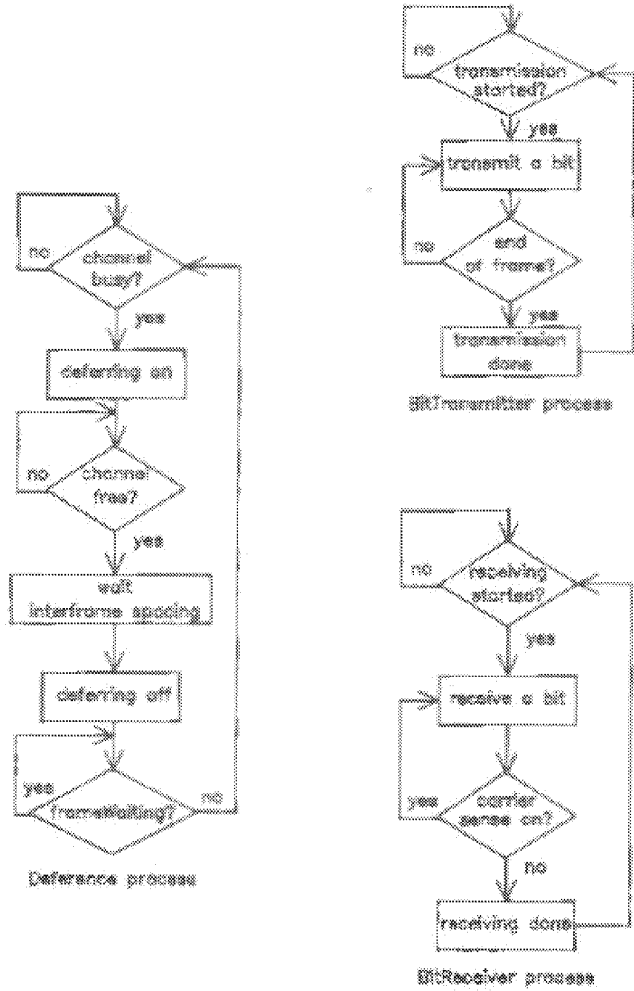 no
channel
busy?
yes
deferring on
no
channel
free?
yes
wait
interframe spacing
deferring off
yes
frameWaiting?
no
Deference process
no
transmission
started?
yes
transmit a bit
no
end
of frame?
yes
transmission
done
BitTransmitter process
no
receiving
started?
yes
receive a bit
yes
carrier
sense on?
no
receiving done
BitReceiver process